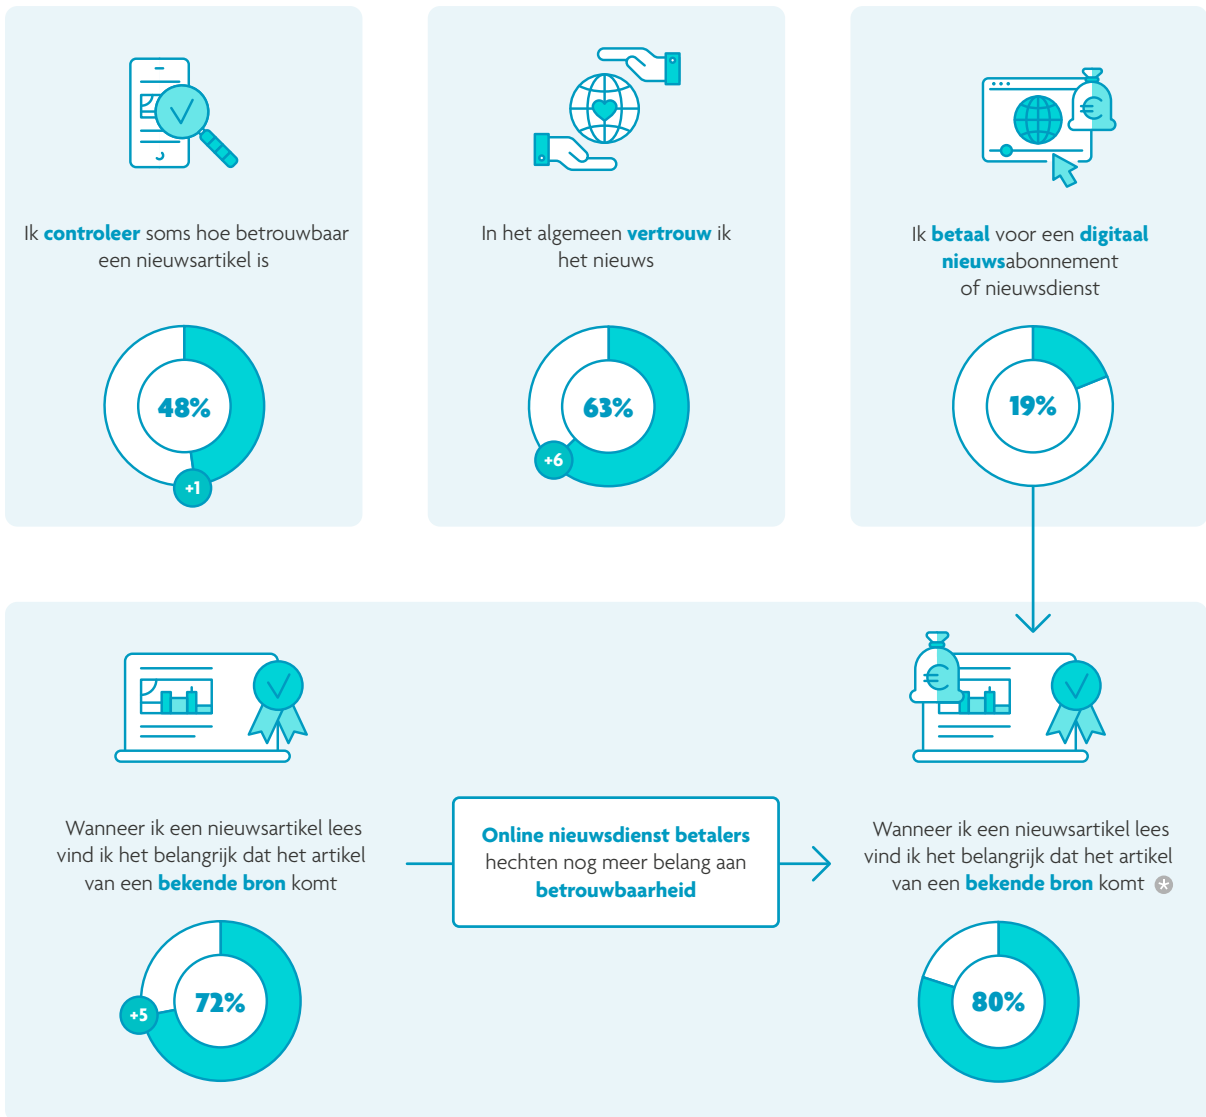 Ik controleer soms hoe betrouwbaar
een nieuwsartikel is
48%
+1
In het algemeen vertrouw ik
het nieuws
63%
+6
Ik betaal voor een digitaal
nieuwsabonnement
of nieuwsdienst
19%
Wanneer ik een nieuwsartikel lees
vind ik het belangrijk dat het artikel
van een bekende bron komt
72%
+5
Online nieuwsdienst betalers
hechten nog meer belang aan
betrouwbaarheid
Wanneer ik een nieuwsartikel lees
vind ik het belangrijk dat het artikel
van een bekende bron komt *
80%